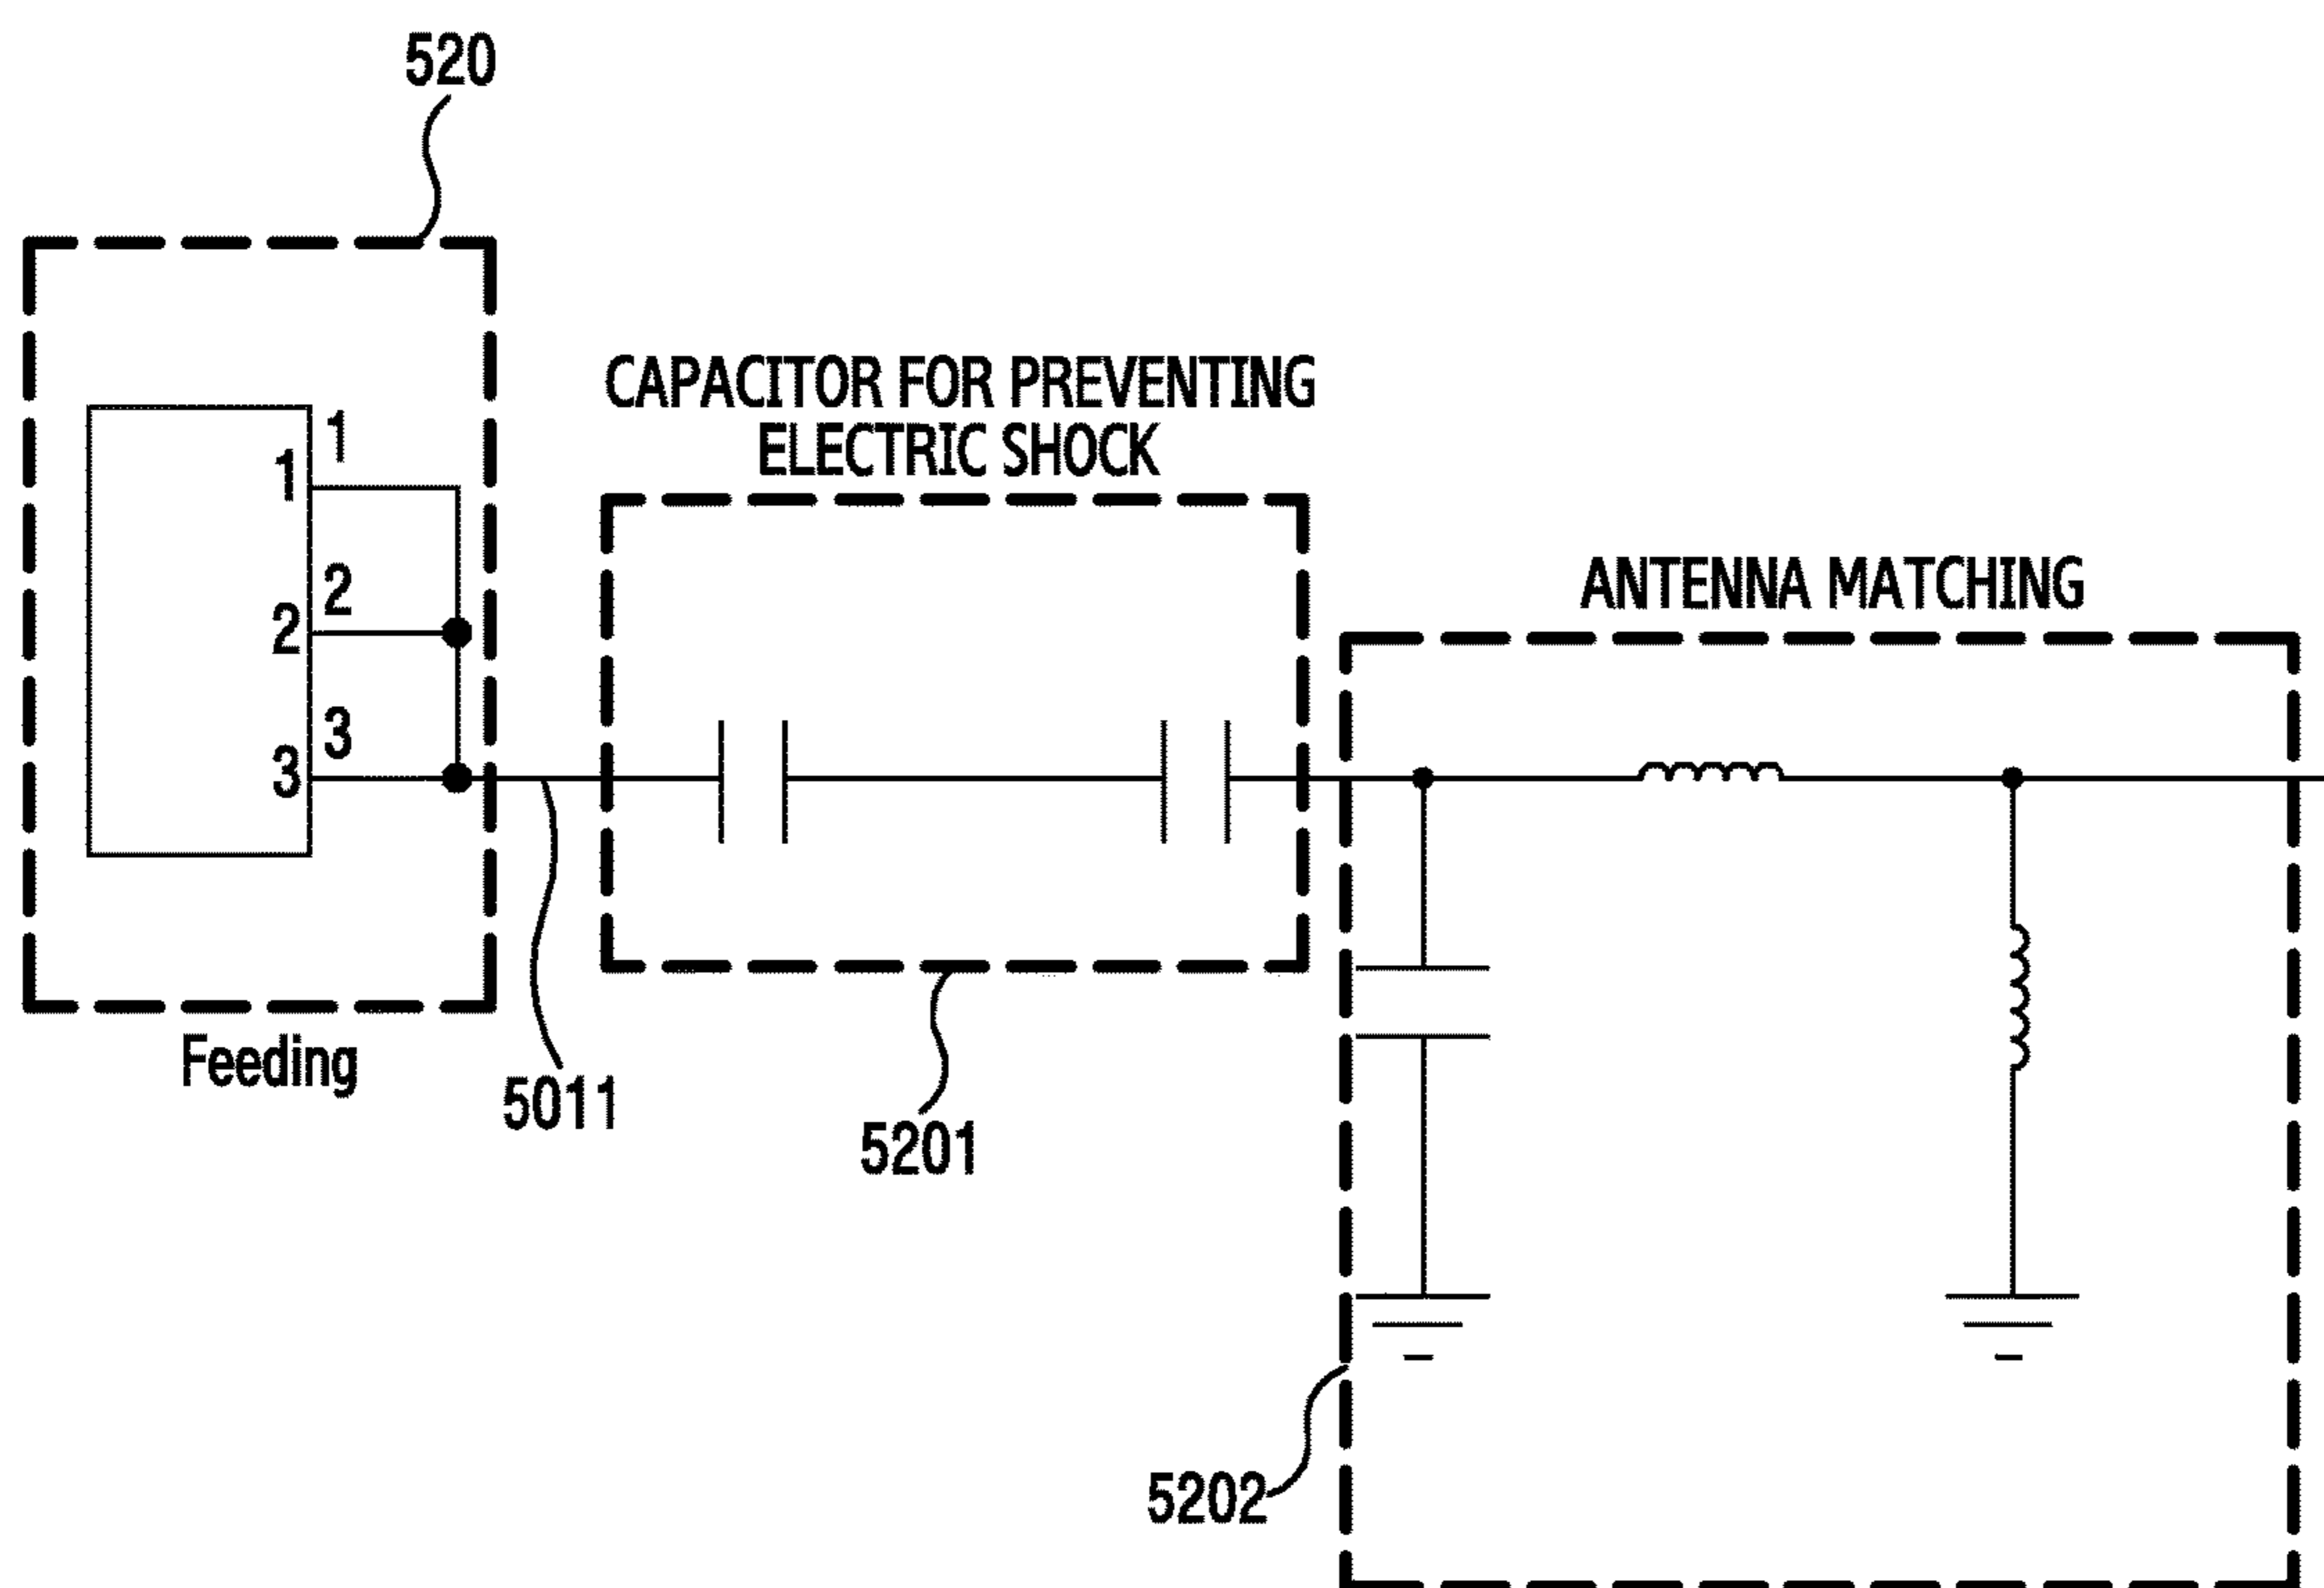 520
CAPACITOR FOR PREVENTING
ELECTRIC SHOCK
1
1
2
2
3
3
ANTENNA MATCHING
Feeding
5011
5201
5202